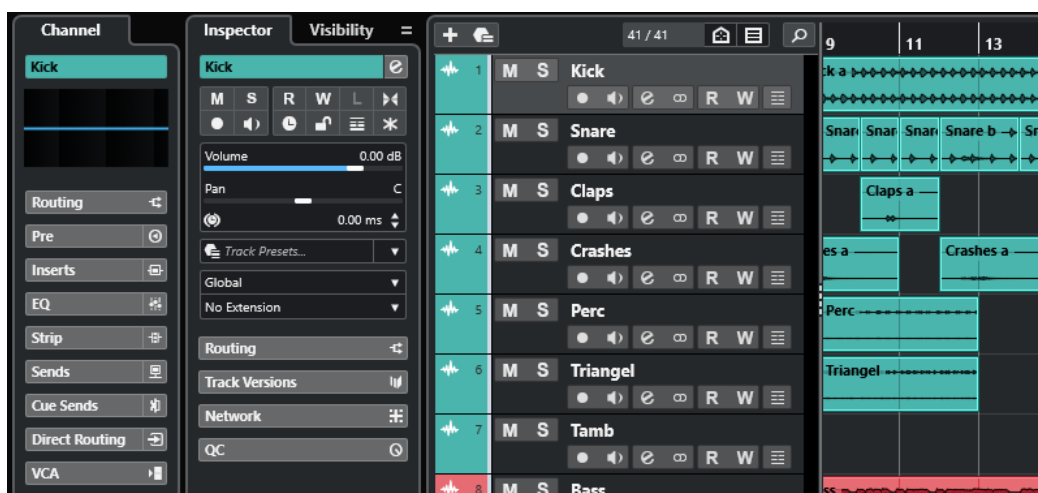 Channel
Kick
Routing
Pre
Inserts
EQ
Strip
Sends
Cue Sends
Direct Routing
VCA
Inspector Visibility
Kick
M S R W L
Volume 0.00 dB
Pan C
0.00 ms
Track Presets...
Global
No Extension
Routing
Track Versions
Network
QC
41 / 41
1 M S Kick
R W
2 M S Snare
R W
3 M S Claps
R W
4 M S Crashes
R W
5 M S Perc
R W
6 M S Triangel
R W
7 M S Tamb
R W
8 M S Bass
9 11 13
ck a
Snar Snar Snar Snare b Sr
Claps a
es a Crashes a
Perc
Triangel
ss